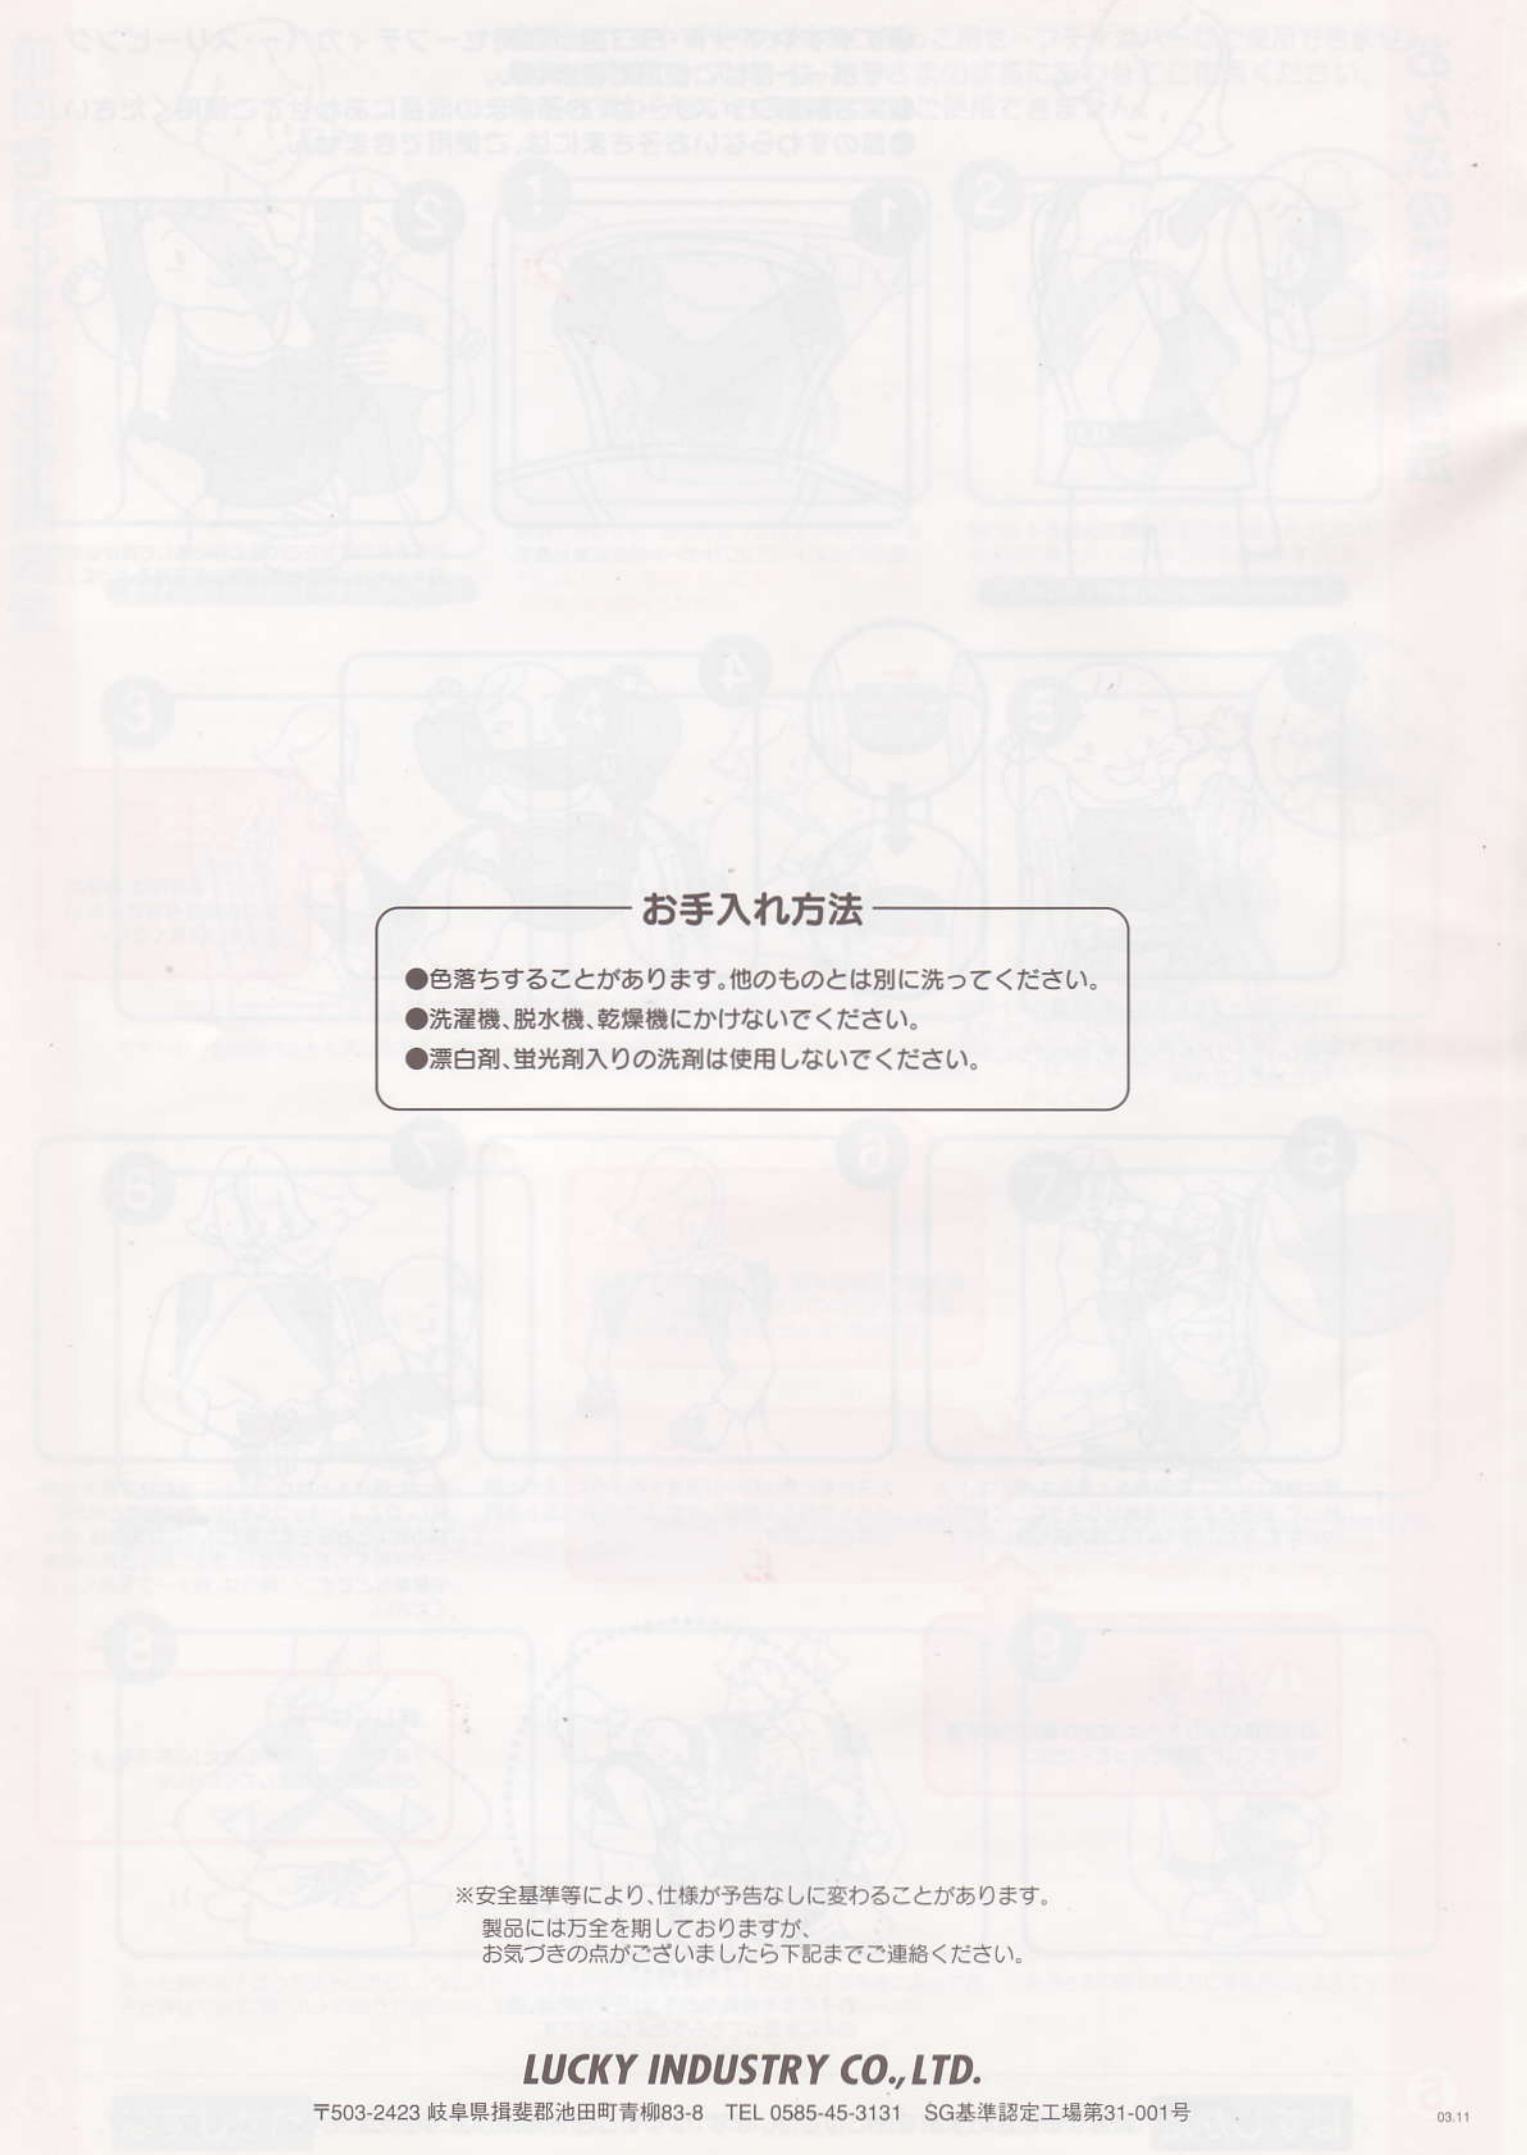 お手入れ方法
●色落ちすることがあります。他のものとは別に洗ってください。
●洗濯機、脱水機、乾燥機にかけないでください。
●漂白剤、蛍光剤入りの洗剤は使用しないでください。
※安全基準等により、仕様が予告なしに変わることがあります。
製品には万全を期しておりますが、
お気づきの点がございましたら下記までご連絡ください。
LUCKY INDUSTRY CO., LTD.
〒503-2423 岐阜県揖斐郡池田町青柳83-8 TEL 0585-45-3131 SG基準認定工場第31-001号
03.11